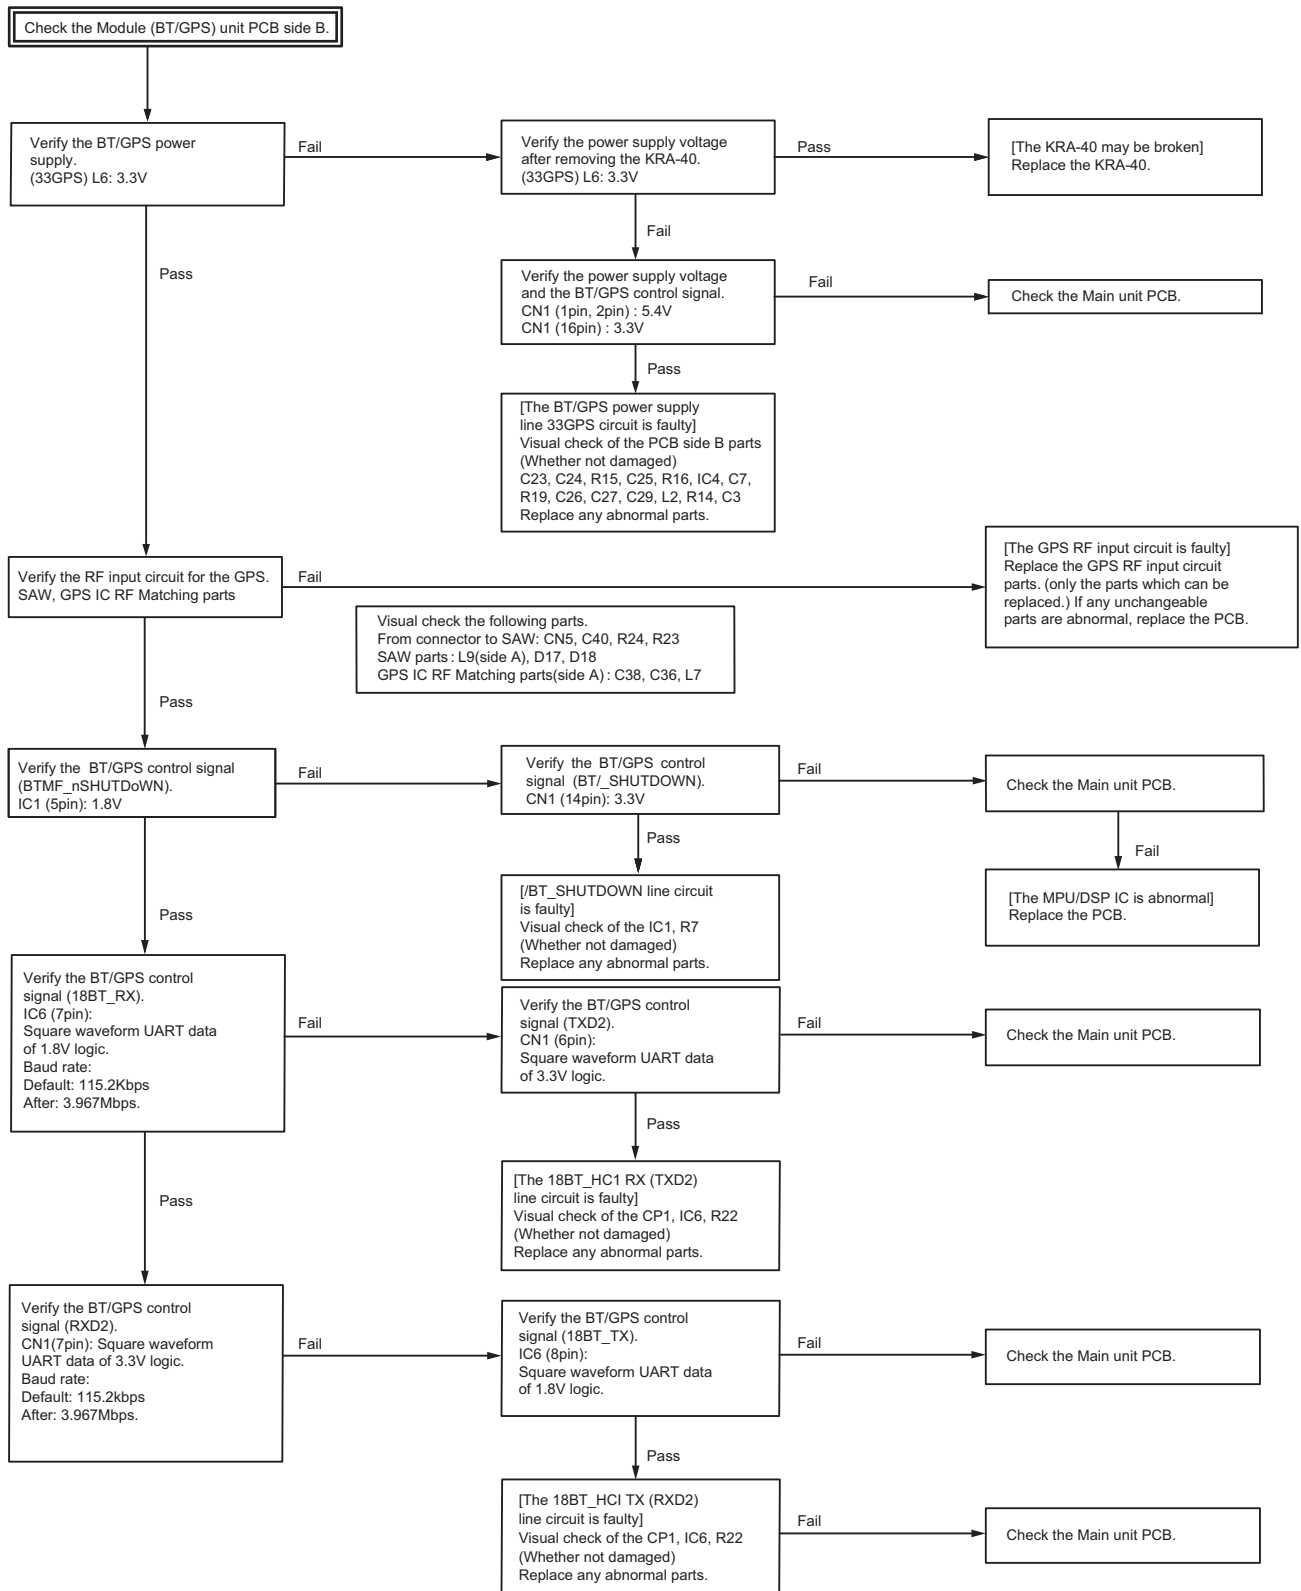 Check the Module (BT/GPS) unit PCB side B.
Verify the BT/GPS power
supply.
(33GPS) L6: 3.3V
Fail
Verify the power supply voltage
after removing the KRA-40.
(33GPS) L6: 3.3V
Pass
[The KRA-40 may be broken]
Replace the KRA-40.
Fail
Pass
Verify the power supply voltage
and the BT/GPS control signal.
CN1 (1pin, 2pin) : 5.4V
CN1 (16pin) : 3.3V
Fail
Check the Main unit PCB.
Pass
[The BT/GPS power supply
line 33GPS circuit is faulty]
Visual check of the PCB side B parts
(Whether not damaged)
C23, C24, R15, C25, R16, IC4, C7,
R19, C26, C27, C29, L2, R14, C3
Replace any abnormal parts.
Verify the RF input circuit for the GPS.
SAW, GPS IC RF Matching parts
Fail
[The GPS RF input circuit is faulty]
Replace the GPS RF input circuit
parts. (only the parts which can be
replaced.) If any unchangeable
parts are abnormal, replace the PCB.
Visual check the following parts.
From connector to SAW: CN5, C40, R24, R23
SAW parts : L9(side A), D17, D18
GPS IC RF Matching parts(side A) : C38, C36, L7
Pass
Verify the BT/GPS control signal
(BTMF_nSHUTDoWN).
IC1 (5pin): 1.8V
Fail
Verify the BT/GPS control
signal (BT/_SHUTDOWN).
CN1 (14pin): 3.3V
Fail
Check the Main unit PCB.
Pass
Fail
[/BT_SHUTDOWN line circuit
is faulty]
Visual check of the IC1, R7
(Whether not damaged)
Replace any abnormal parts.
[The MPU/DSP IC is abnormal]
Replace the PCB.
Pass
Verify the BT/GPS control
signal (18BT_RX).
IC6 (7pin):
Square waveform UART data
of 1.8V logic.
Baud rate:
Default: 115.2Kbps
After: 3.967Mbps.
Fail
Verify the BT/GPS control
signal (TXD2).
CN1 (6pin):
Square waveform UART data
of 3.3V logic.
Fail
Check the Main unit PCB.
Pass
[The 18BT_HC1 RX (TXD2)
line circuit is faulty]
Visual check of the CP1, IC6, R22
(Whether not damaged)
Replace any abnormal parts.
Pass
Verify the BT/GPS control
signal (RXD2).
CN1(7pin): Square waveform
UART data of 3.3V logic.
Baud rate:
Default: 115.2kbps
After: 3.967Mbps.
Fail
Verify the BT/GPS control
signal (18BT_TX).
IC6 (8pin):
Square waveform UART data
of 1.8V logic.
Fail
Check the Main unit PCB.
Pass
[The 18BT_HCI TX (RXD2)
line circuit is faulty]
Visual check of the CP1, IC6, R22
(Whether not damaged)
Replace any abnormal parts.
Fail
Check the Main unit PCB.